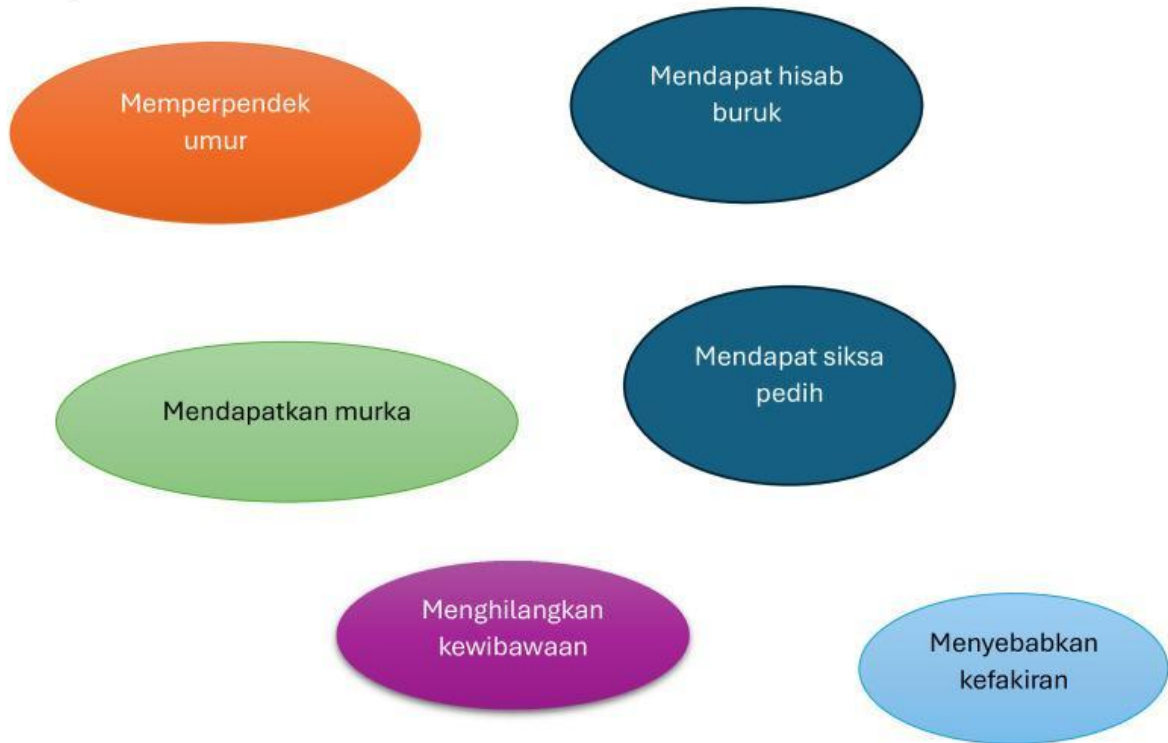 Memperpendek
umur
Mendapat hisab
buruk
Mendapatkan murka
Mendapat siksa
pedih
Menghilangkan
kewibawaan
Menyebabkan
kefakiran